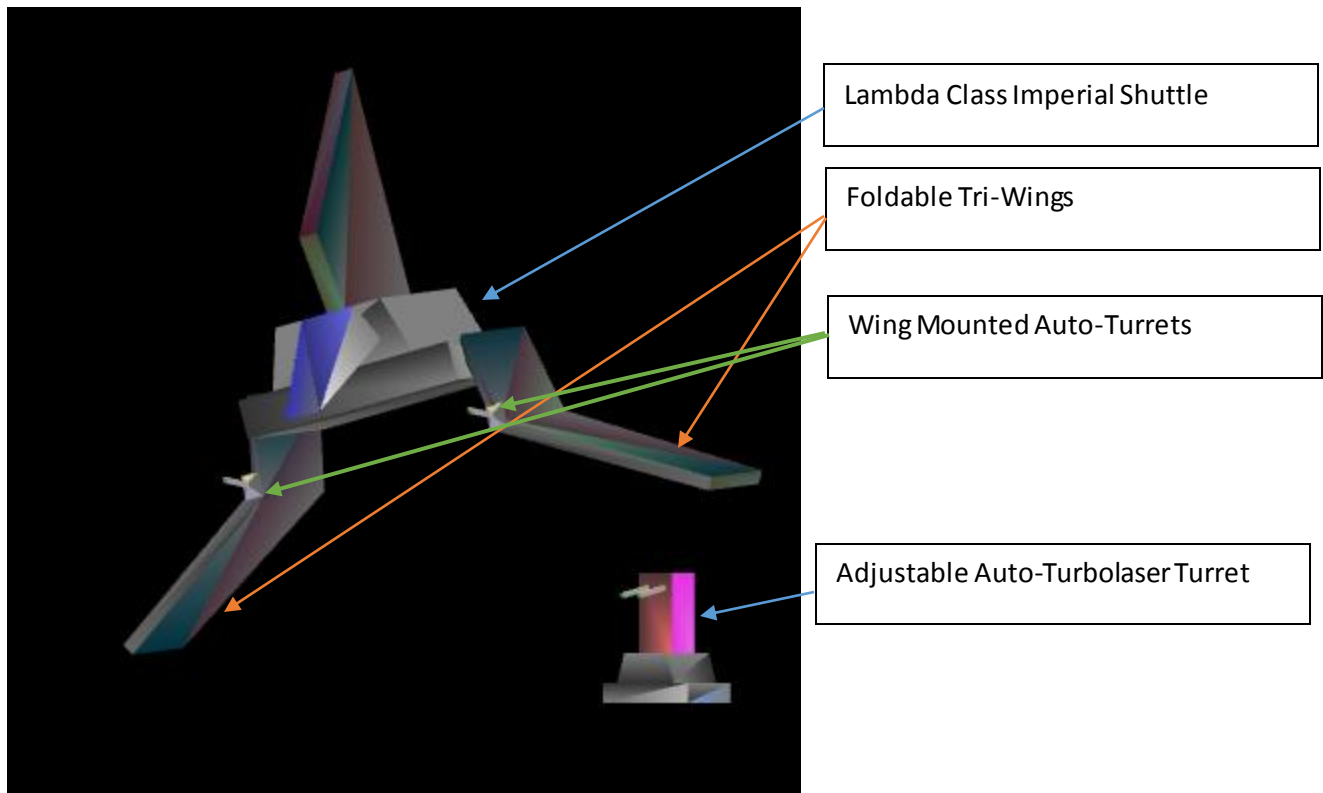 Lambda Class Imperial Shuttle
Foldable Tri-Wings
Wing Mounted Auto-Turrets
Adjustable Auto-Turbolaser Turret